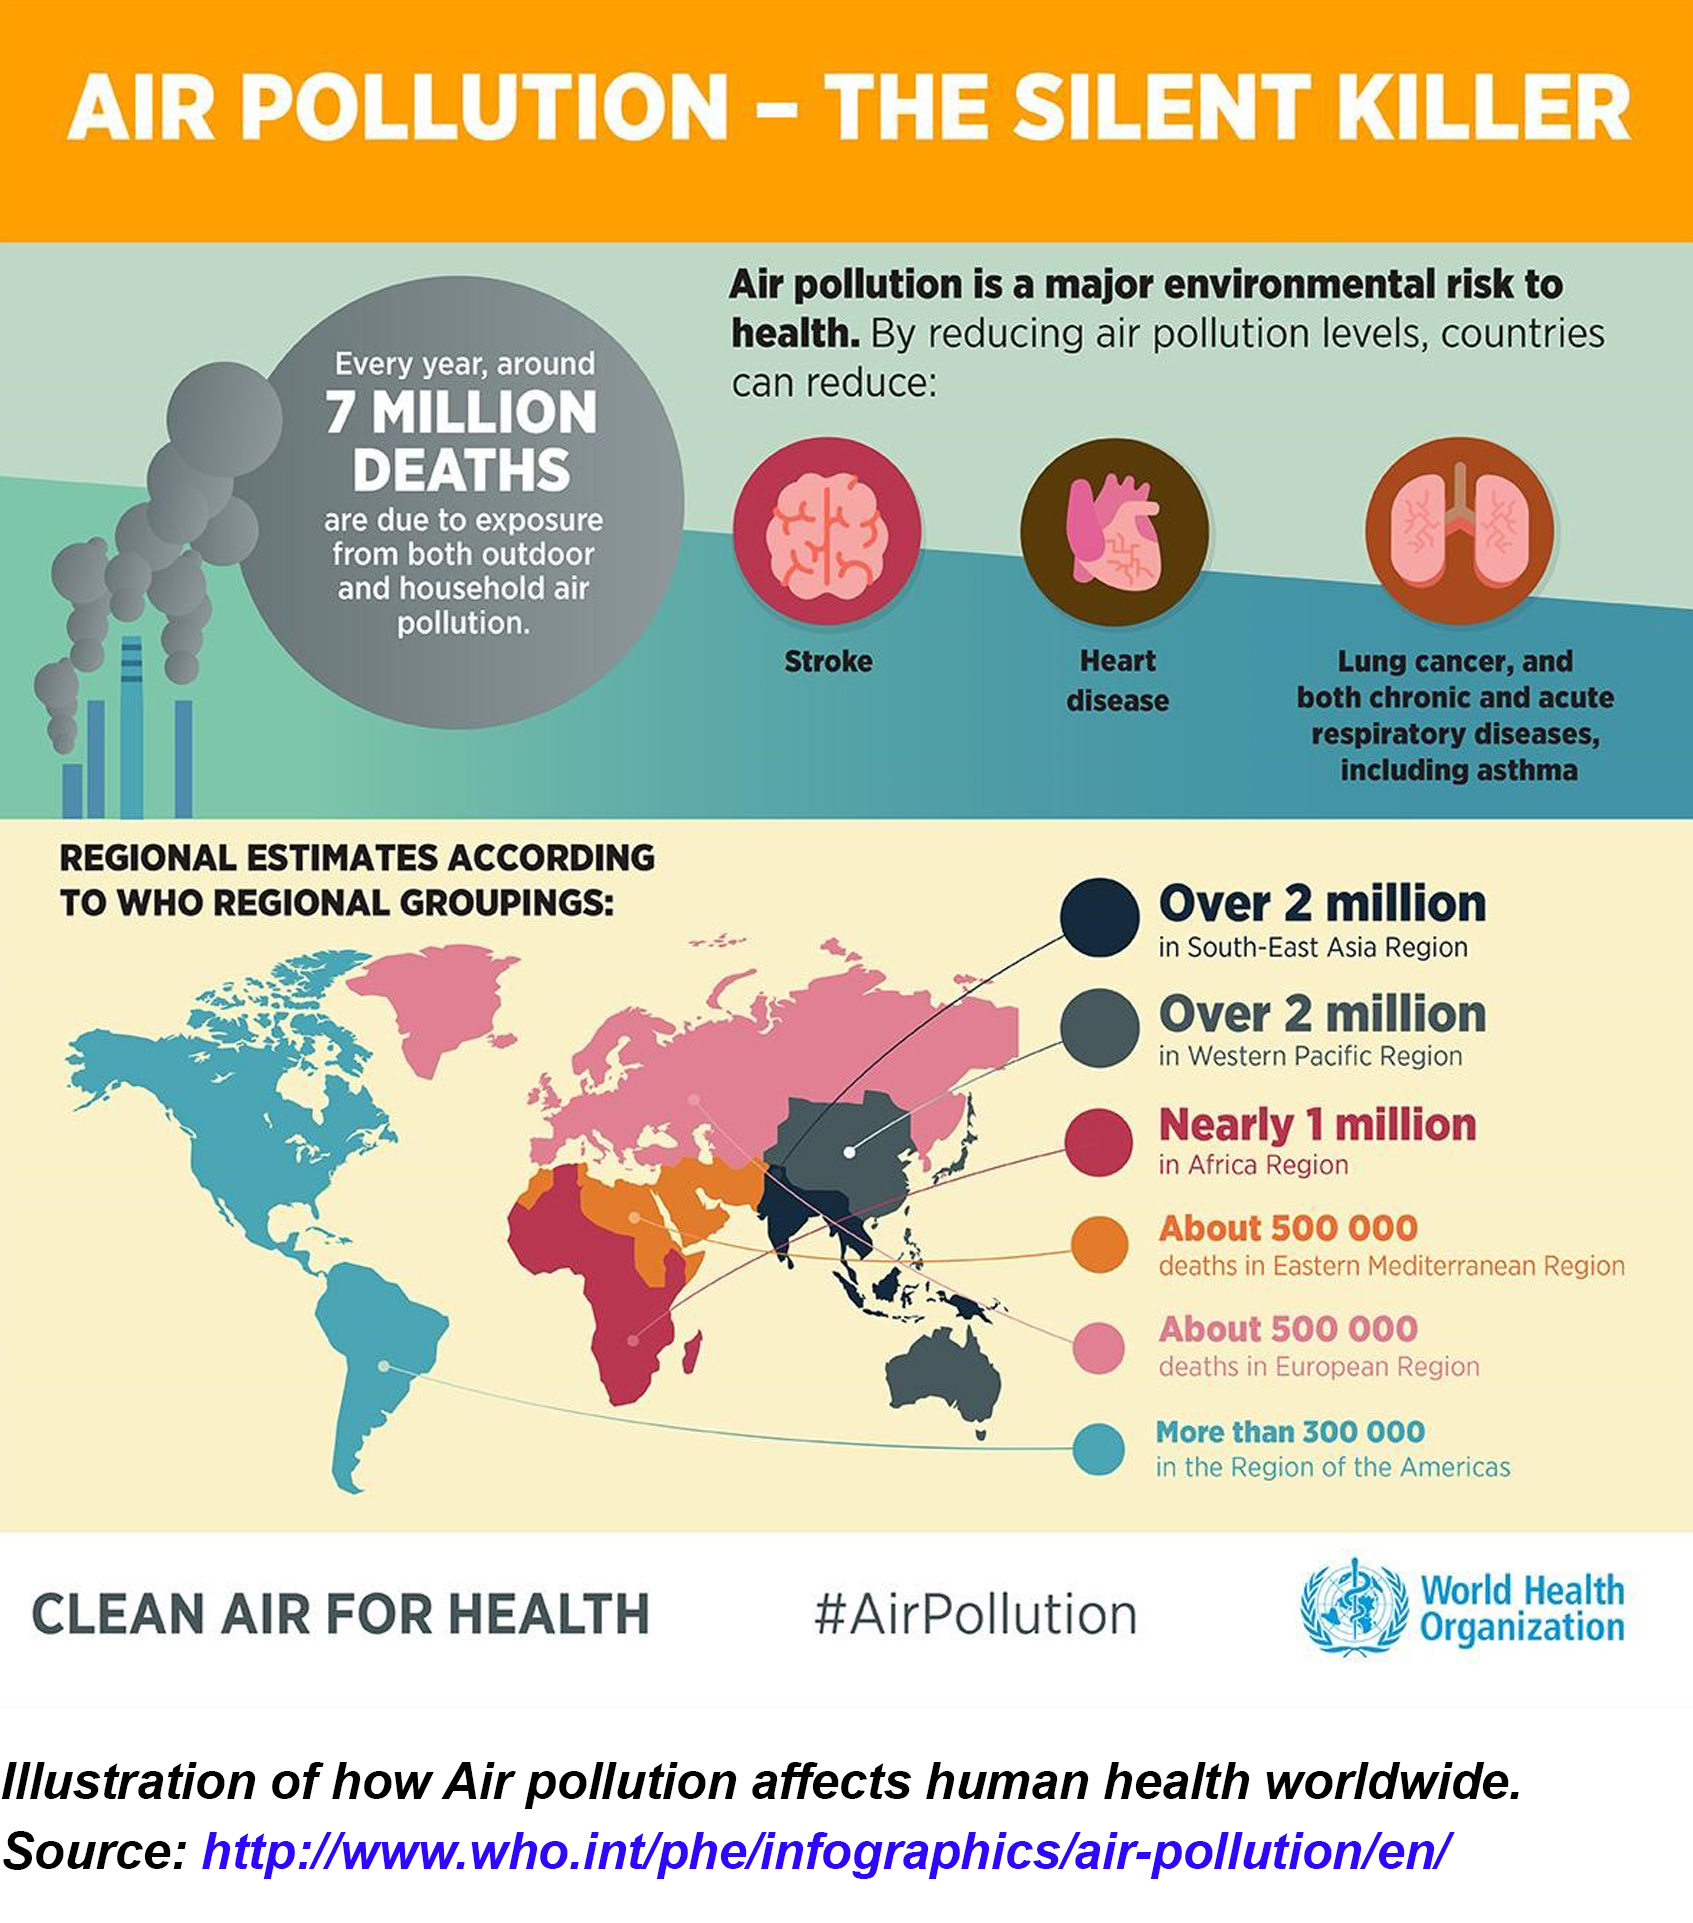 AIR POLLUTION – THE SILENT KILLER
Every year, around
7 MILLION
DEATHS
are due to exposure
from both outdoor
and household air
pollution.
Air pollution is a major environmental risk to
health. By reducing air pollution levels, countries
can reduce:
Stroke
Heart
disease
Lung cancer, and
both chronic and acute
respiratory diseases,
including asthma
REGIONAL ESTIMATES ACCORDING
TO WHO REGIONAL GROUPINGS:
Over 2 million
in South-East Asia Region
Over 2 million
in Western Pacific Region
Nearly 1 million
in Africa Region
About 500 000
deaths in Eastern Mediterranean Region
About 500 000
deaths in European Region
More than 300 000
in the Region of the Americas
CLEAN AIR FOR HEALTH
#AirPollution
World Health
Organization
Illustration of how Air pollution affects human health worldwide.
Source: http://www.who.int/phe/infographics/air-pollution/en/